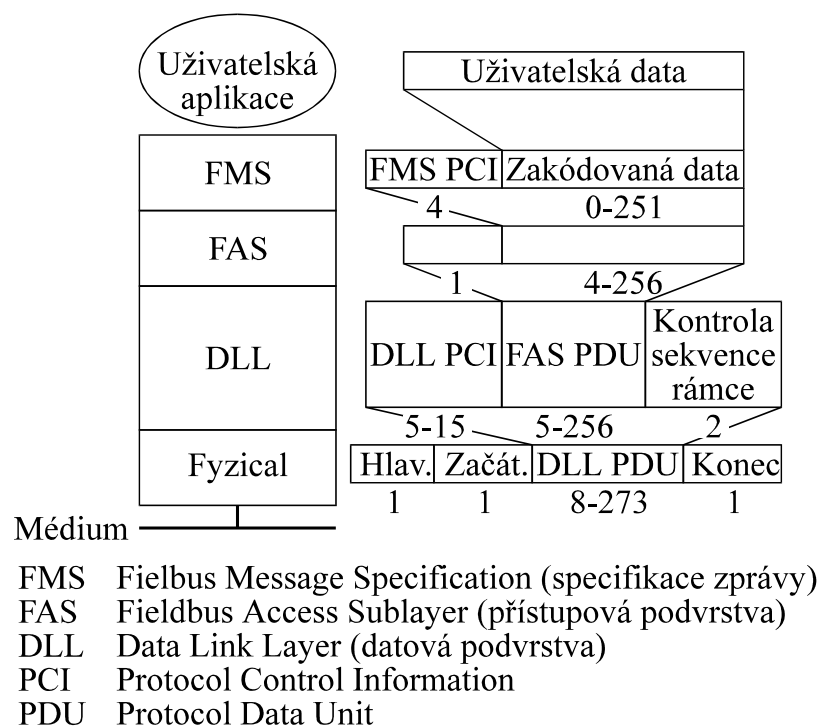 Uživatelská
aplikace
Uživatelská data
FMS
FMS PCI Zakódovaná data
4 0-251
FAS
1 4-256
DLL
DLL PCI FAS PDU Kontrola
sekvence
rámce
5-15 5-256 2
Fyzical
Hlav. Začát. DLL PDU Konec
1 1 8-273 1
Médium
FMS Fielbus Message Specification (specifikace zprávy)
FAS Fieldbus Access Sublayer (přístupová podvrstva)
DLL Data Link Layer (datová podvrstva)
PCI Protocol Control Information
PDU Protocol Data Unit